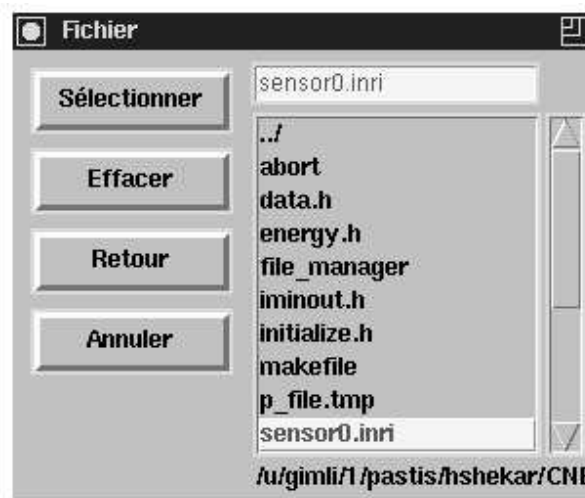 Fichier
Sélectionner
Effacer
Retour
Annuler
sensor0.inri
../
abort
data.h
energy.h
file_manager
iminout.h
initialize.h
makefile
p_file.tmp
sensor0.inri
/u/gimli/1/pastis/hshekar/